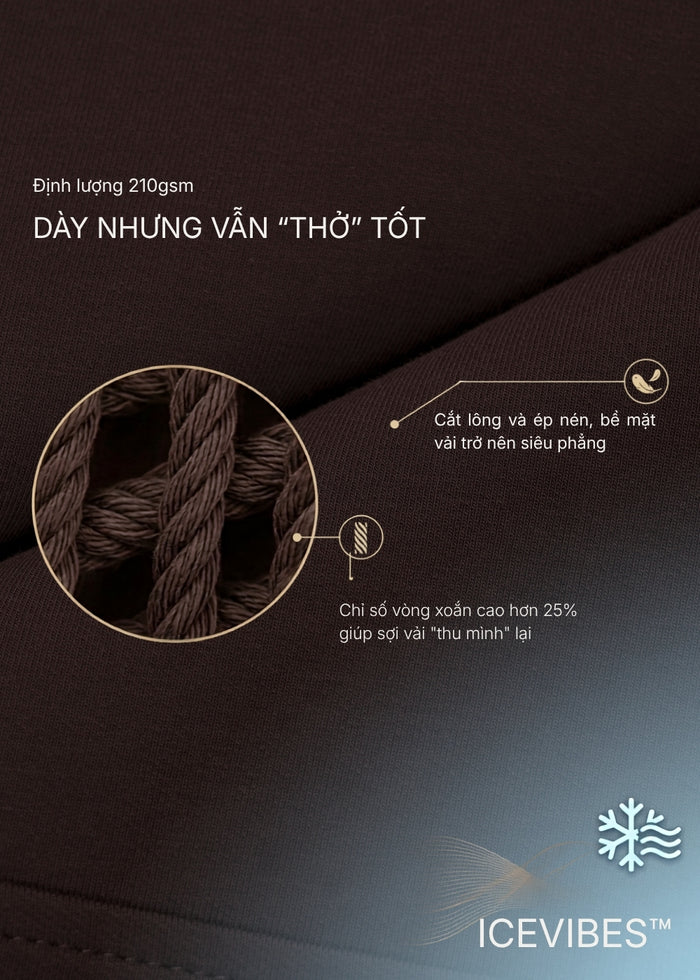 Định lượng 210gsm
DÀY NHƯNG VẪN “THỞ” TỐT
Cắt lông và ép nén, bề mặt
vải trở nên siêu phẳng
Chỉ số vòng xoắn cao hơn 25%
giúp sợi vải "thu mình" lại
ICEVIBES™